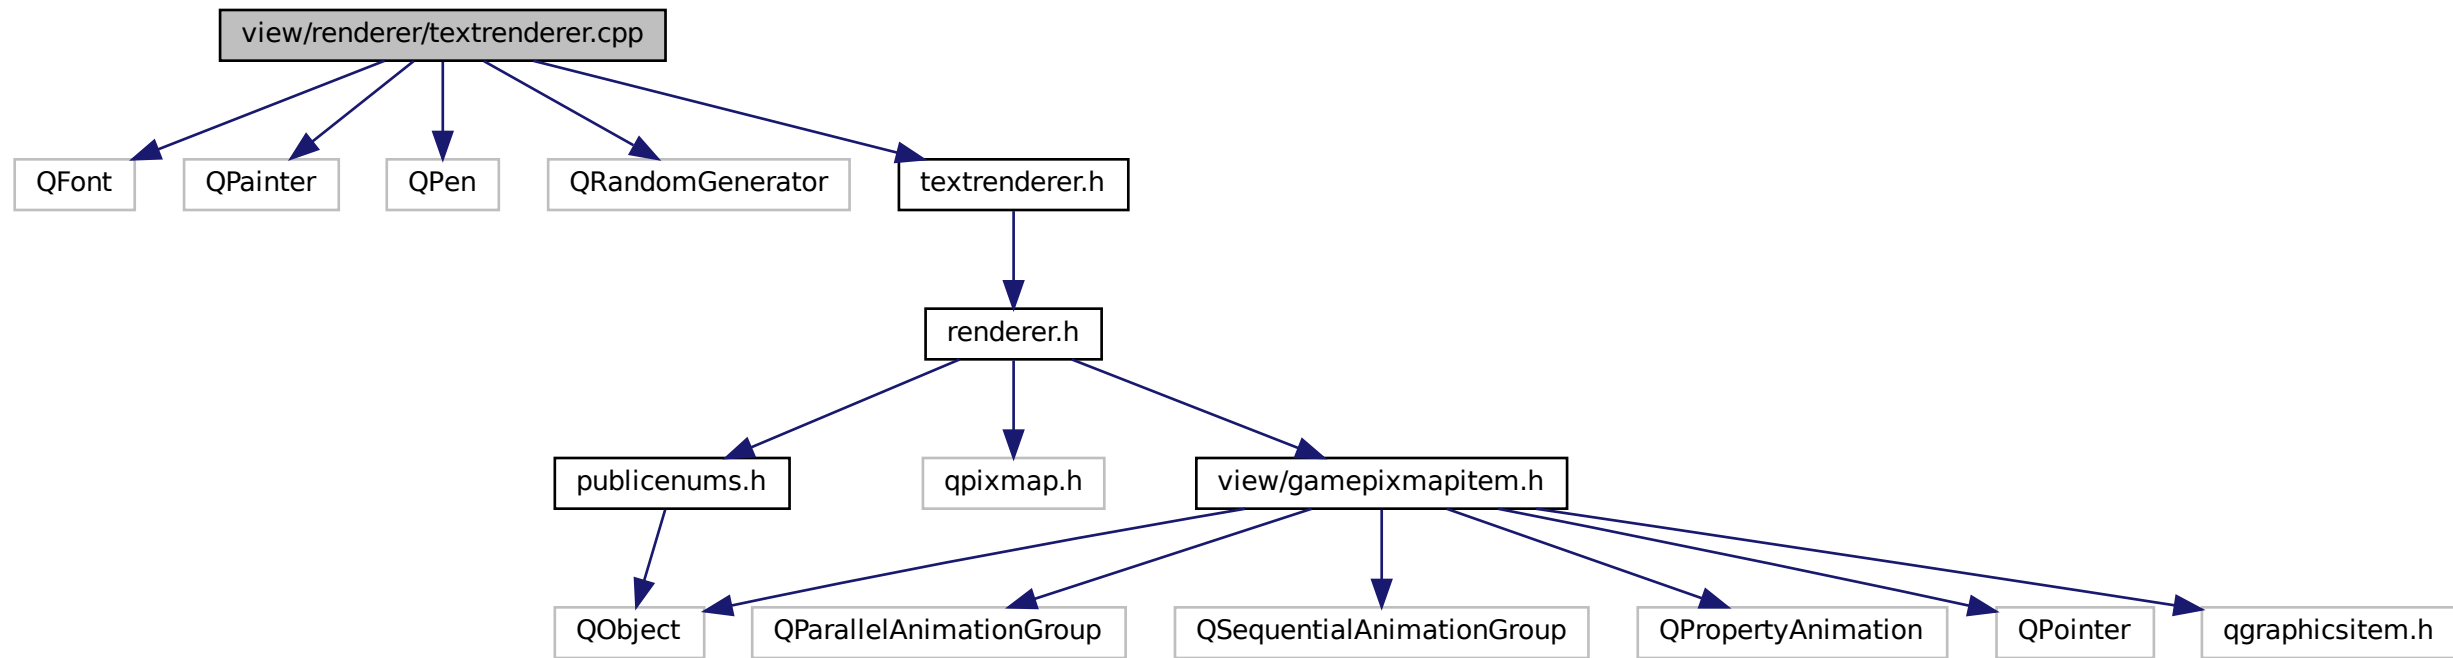 view/renderer/textrenderer.cpp
QFont
QPainter
QPen
QRandomGenerator
textrenderer.h
renderer.h
publicenums.h
qpixmap.h
view/gamepixmapitem.h
QObject
QParallelAnimationGroup
QSequentialAnimationGroup
QPropertyAnimation
QPointer
qgraphicsitem.h